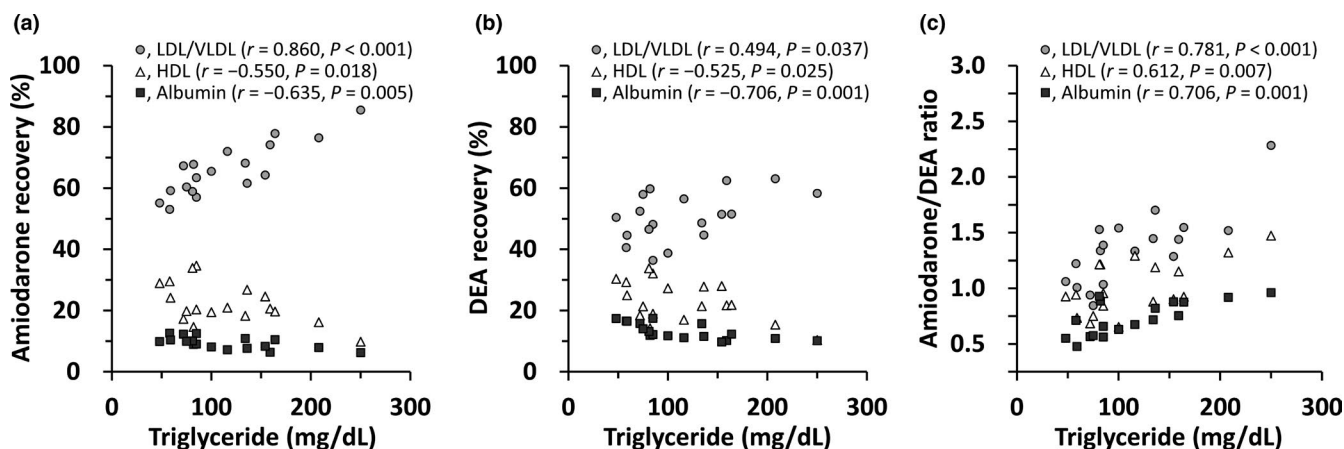 (a)
●, LDL/VLDL (r = 0.860, P < 0.001)
△, HDL (r = −0.550, P = 0.018)
■, Albumin (r = −0.635, P = 0.005)
Amiodarone recovery (%)
100
80
60
40
20
0
0
100
200
300
Triglyceride (mg/dL)
(b)
●, LDL/VLDL (r = 0.494, P = 0.037)
△, HDL (r = −0.525, P = 0.025)
■, Albumin (r = −0.706, P = 0.001)
DEA recovery (%)
100
80
60
40
20
0
0
100
200
300
Triglyceride (mg/dL)
(c)
●, LDL/VLDL (r = 0.781, P < 0.001)
△, HDL (r = 0.612, P = 0.007)
■, Albumin (r = 0.706, P = 0.001)
Amiodarone/DEA ratio
3.0
2.5
2.0
1.5
1.0
0.5
0
100
200
300
Triglyceride (mg/dL)